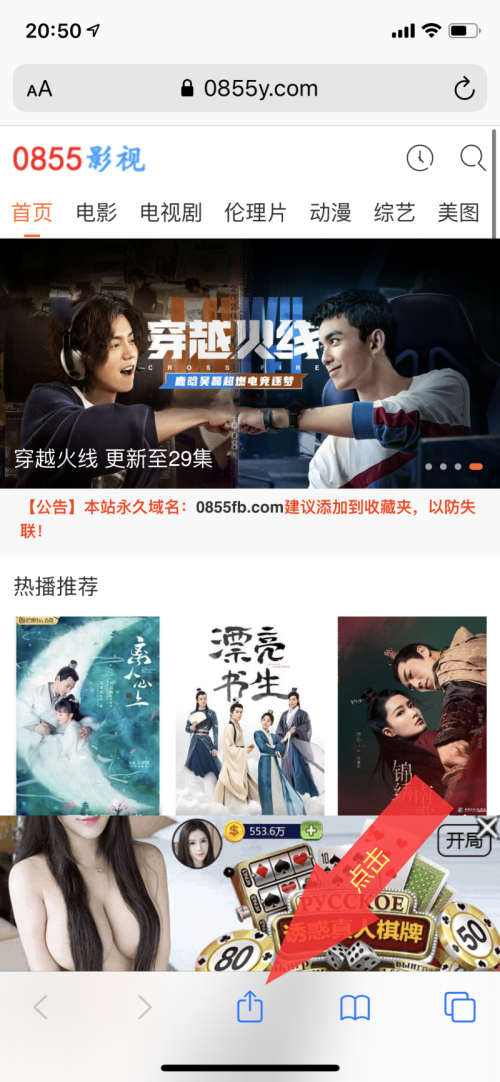 20:50
AA
0855y.com
0855影视
首页 电影 电视剧 伦理片 动漫 综艺 美图
穿越火线
CROSS FIRE
鹿晗吴磊超燃电竞逐梦
穿越火线 更新至29集
【公告】本站永久域名：0855fb.com建议添加到收藏夹，以防失
联！
热播推荐
离人心上
漂亮书生
锦绣南歌
553.6万
开局
点击
РУССКОЕ
诱惑真人棋牌
80
50